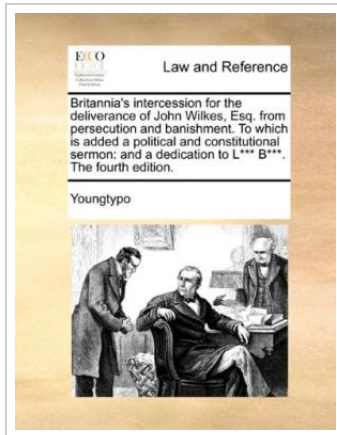 ECCO
Law and Reference
Britannia's intercession for the
deliverance of John Wilkes, Esq. from
persecution and banishment. To which
is added a political and constitutional
sermon: and a dedication to L*** B***.
The fourth edition.
Youngtypo